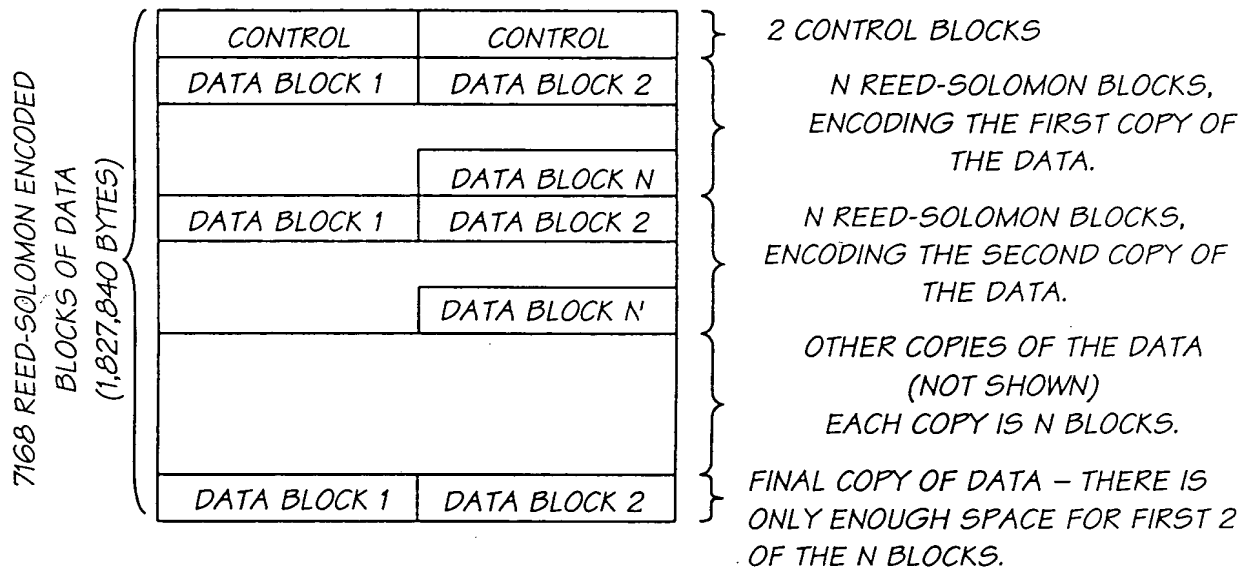 7168 REED-SOLOMON ENCODED
BLOCKS OF DATA
(1,827,840 BYTES)
CONTROL CONTROL
2 CONTROL BLOCKS
DATA BLOCK 1 DATA BLOCK 2
DATA BLOCK N
N REED-SOLOMON BLOCKS,
ENCODING THE FIRST COPY OF
THE DATA.
DATA BLOCK 1 DATA BLOCK 2
DATA BLOCK N
N REED-SOLOMON BLOCKS,
ENCODING THE SECOND COPY OF
THE DATA.
OTHER COPIES OF THE DATA
(NOT SHOWN)
EACH COPY IS N BLOCKS.
DATA BLOCK 1 DATA BLOCK 2
FINAL COPY OF DATA – THERE IS
ONLY ENOUGH SPACE FOR FIRST 2
OF THE N BLOCKS.